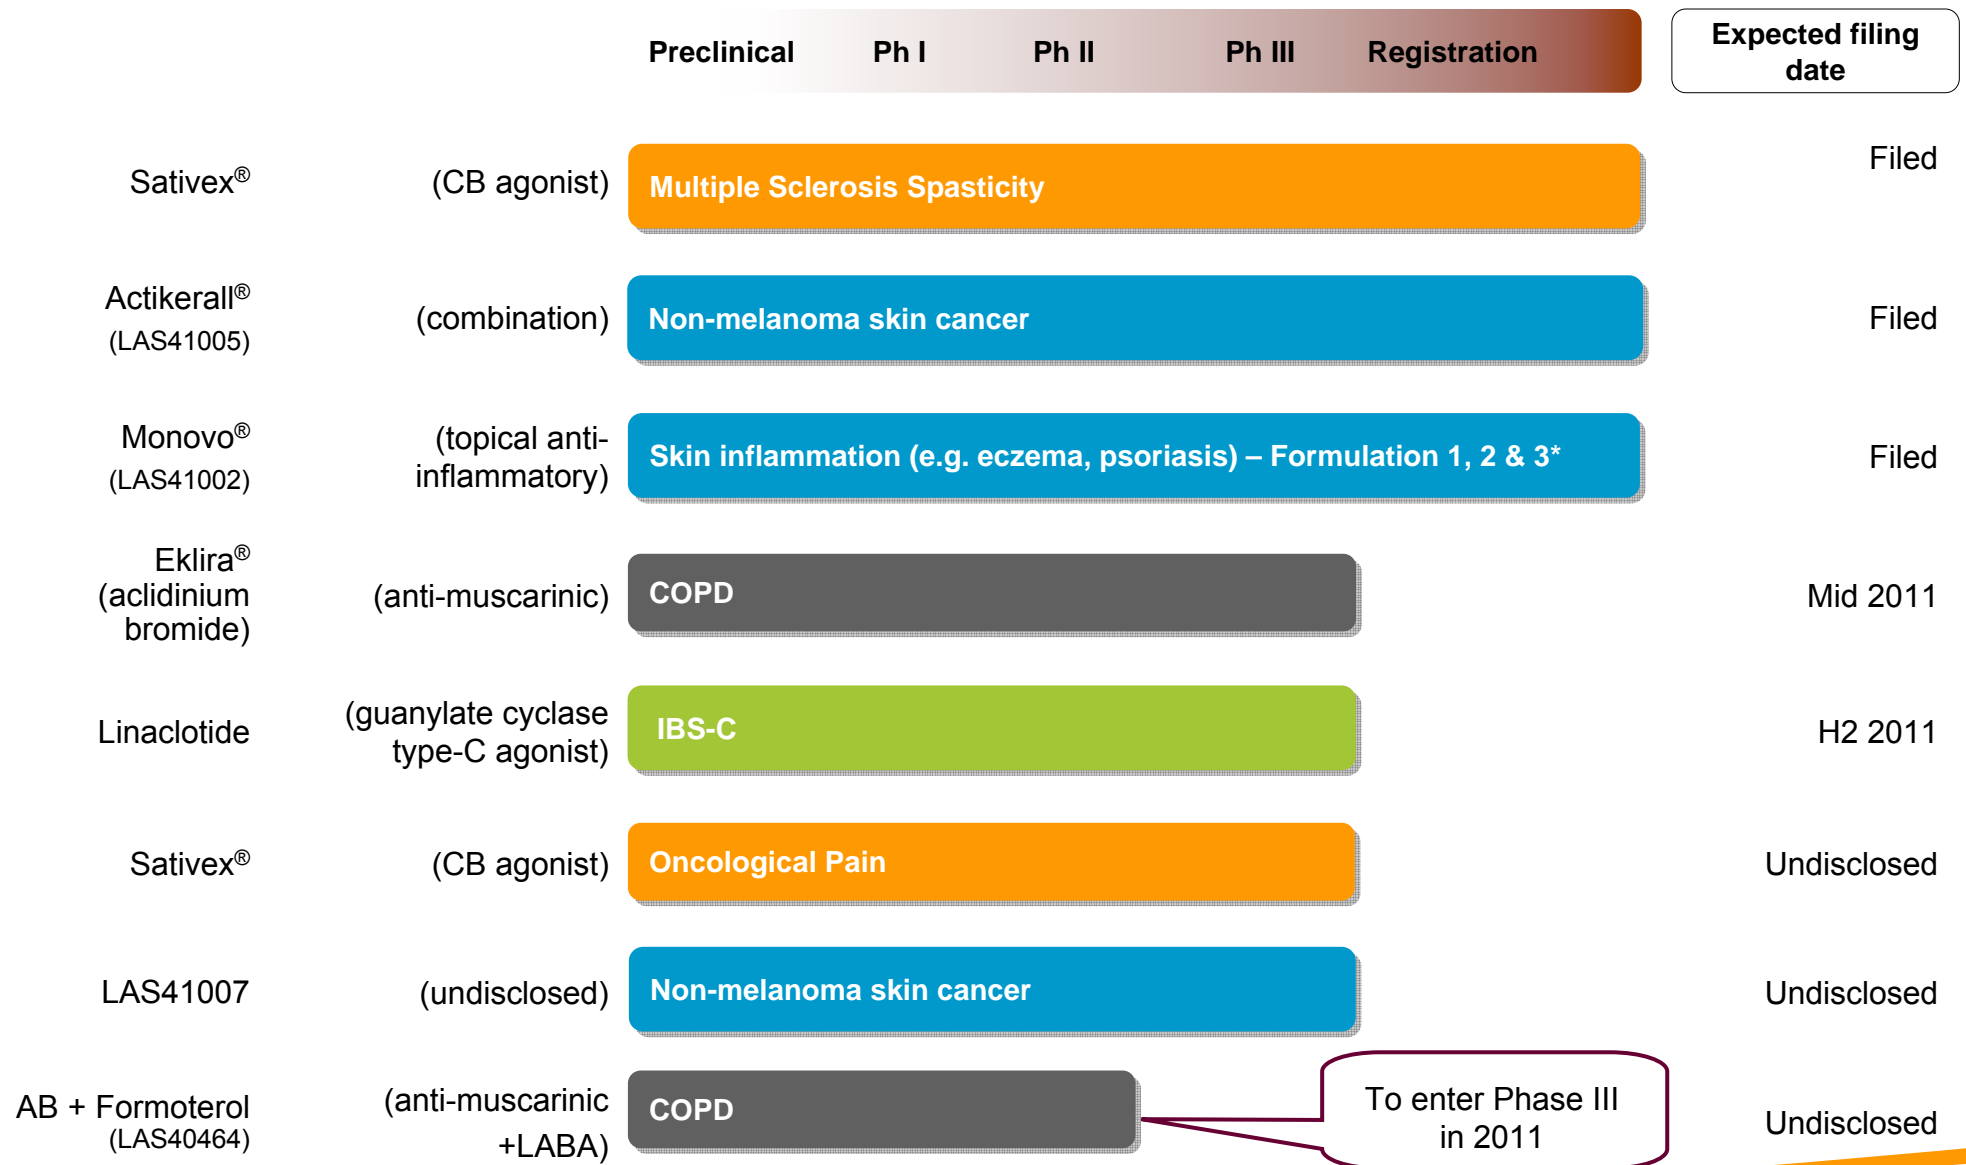 Preclinical Ph I Ph II Ph III Registration
Expected filing
date
Sativex® (CB agonist) Multiple Sclerosis Spasticity Filed
Actikerall®
(LAS41005)
(combination) Non-melanoma skin cancer Filed
Monovo®
(LAS41002)
(topical anti-
inflammatory)
Skin inflammation (e.g. eczema, psoriasis) – Formulation 1, 2 & 3* Filed
Eklira®
(aclidinium
bromide)
(anti-muscarinic) COPD Mid 2011
Linaclotide
(guanylate cyclase
type-C agonist)
IBS-C H2 2011
Sativex® (CB agonist) Oncological Pain Undisclosed
LAS41007 (undisclosed) Non-melanoma skin cancer Undisclosed
AB + Formoterol
(LAS40464)
(anti-muscarinic
+LABA)
COPD
To enter Phase III
in 2011
Undisclosed